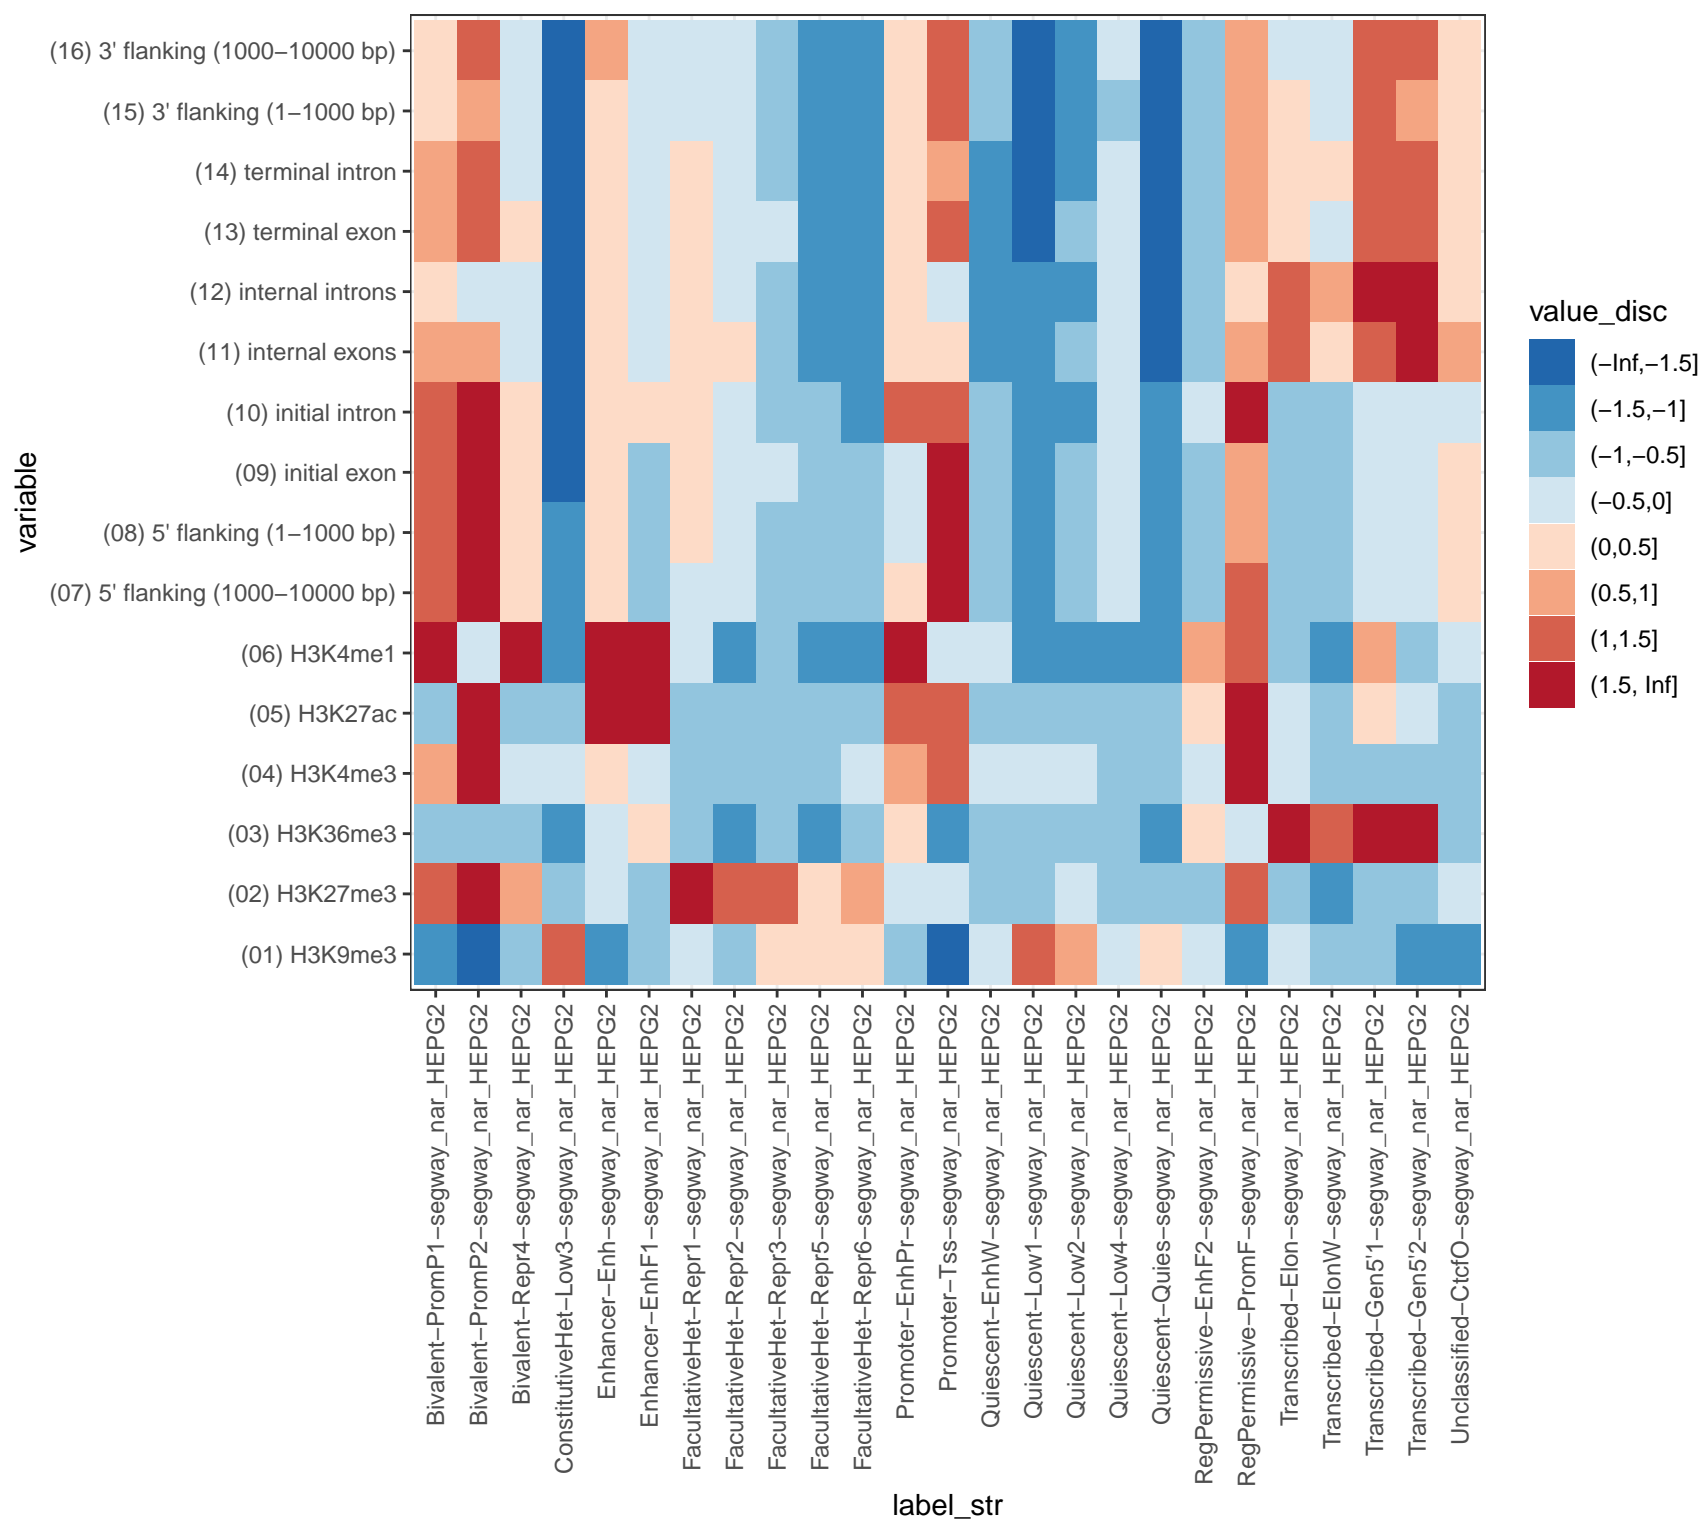 (16) 3' flanking (1000−10000 bp)
(15) 3' flanking (1−1000 bp)
(14) terminal intron
(13) terminal exon
(12) internal introns
(11) internal exons
(10) initial intron
(09) initial exon
(08) 5' flanking (1−1000 bp)
(07) 5' flanking (1000−10000 bp)
(06) H3K4me1
(05) H3K27ac
(04) H3K4me3
(03) H3K36me3
(02) H3K27me3
(01) H3K9me3
variable
Bivalent−PromP1−segway_nar_HEPG2
Bivalent−PromP2−segway_nar_HEPG2
Bivalent−Repr4−segway_nar_HEPG2
ConstitutiveHet−Low3−segway_nar_HEPG2
Enhancer−Enh−segway_nar_HEPG2
Enhancer−EnhF1−segway_nar_HEPG2
FacultativeHet−Repr1−segway_nar_HEPG2
FacultativeHet−Repr2−segway_nar_HEPG2
FacultativeHet−Repr3−segway_nar_HEPG2
FacultativeHet−Repr5−segway_nar_HEPG2
FacultativeHet−Repr6−segway_nar_HEPG2
Promoter−EnhPr−segway_nar_HEPG2
Promoter−Tss−segway_nar_HEPG2
Quiescent−EnhW−segway_nar_HEPG2
Quiescent−Low1−segway_nar_HEPG2
Quiescent−Low2−segway_nar_HEPG2
Quiescent−Low4−segway_nar_HEPG2
Quiescent−Quies−segway_nar_HEPG2
RegPermissive−EnhF2−segway_nar_HEPG2
RegPermissive−PromF−segway_nar_HEPG2
Transcribed−Elon−segway_nar_HEPG2
Transcribed−ElonW−segway_nar_HEPG2
Transcribed−Gen5'1−segway_nar_HEPG2
Transcribed−Gen5'2−segway_nar_HEPG2
Unclassified−CtcfO−segway_nar_HEPG2
label_str
value_disc
(−Inf,−1.5]
(−1.5,−1]
(−1,−0.5]
(−0.5,0]
(0,0.5]
(0.5,1]
(1,1.5]
(1.5, Inf]